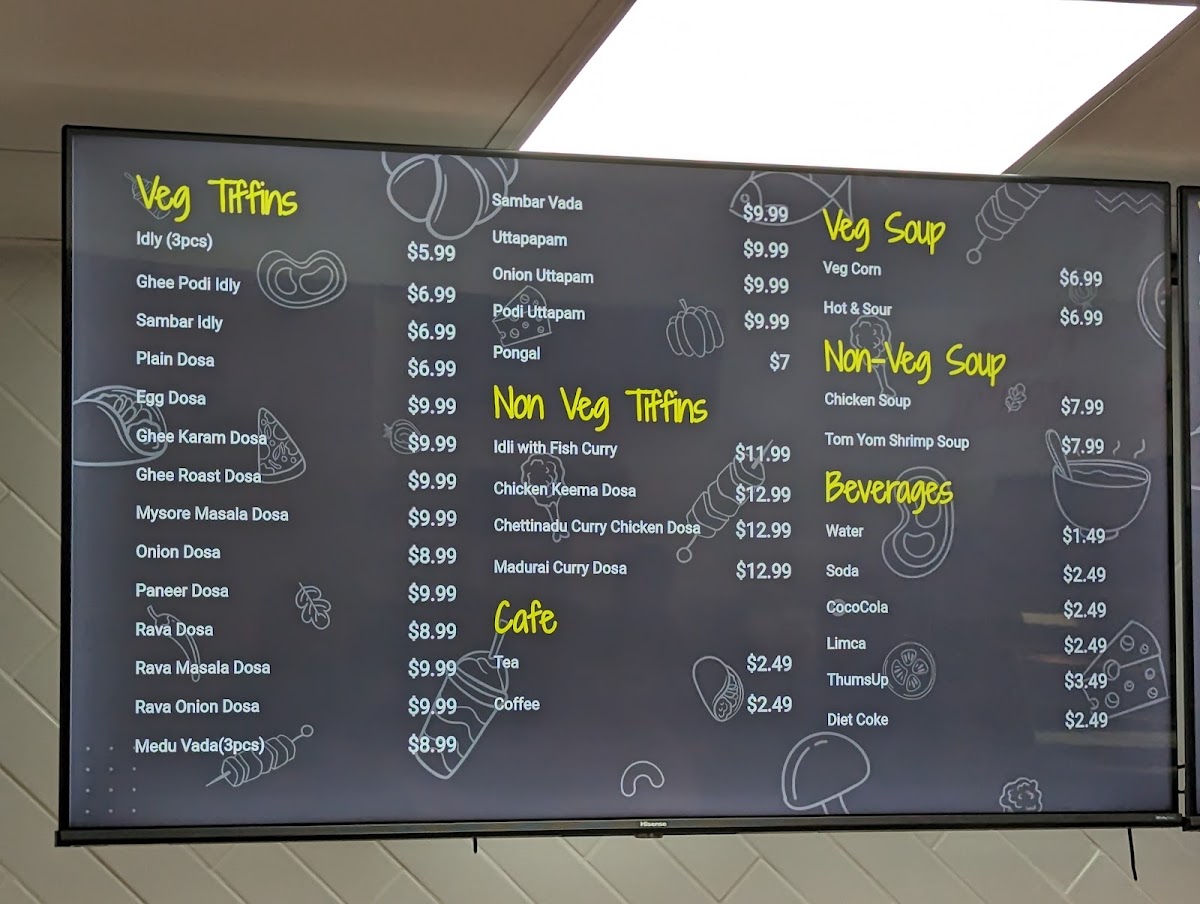 Veg Tiffins
Idly (3pcs) $5.99
Ghee Podi Idly $6.99
Sambar Idly $6.99
Plain Dosa $6.99
Egg Dosa $9.99
Ghee Karam Dosa $9.99
Ghee Roast Dosa $9.99
Mysore Masala Dosa $9.99
Onion Dosa $8.99
Paneer Dosa $9.99
Rava Dosa $8.99
Rava Masala Dosa $9.99
Rava Onion Dosa $9.99
Medu Vada(3pcs) $8.99
Sambar Vada $9.99
Uttapapam $9.99
Onion Uttapam $9.99
Podi Uttapam $9.99
Pongal $7
Non Veg Tiffins
Idli with Fish Curry $11.99
Chicken Keema Dosa $12.99
Chettinadu Curry Chicken Dosa $12.99
Madurai Curry Dosa $12.99
Cafe
Tea $2.49
Coffee $2.49
Veg Soup
Veg Corn $6.99
Hot & Sour $6.99
Non-Veg Soup
Chicken Soup $7.99
Tom Yom Shrimp Soup $7.99
Beverages
Water $1.49
Soda $2.49
CocoCola $2.49
Limca $2.49
ThumsUp $3.49
Diet Coke $2.49
Hisense